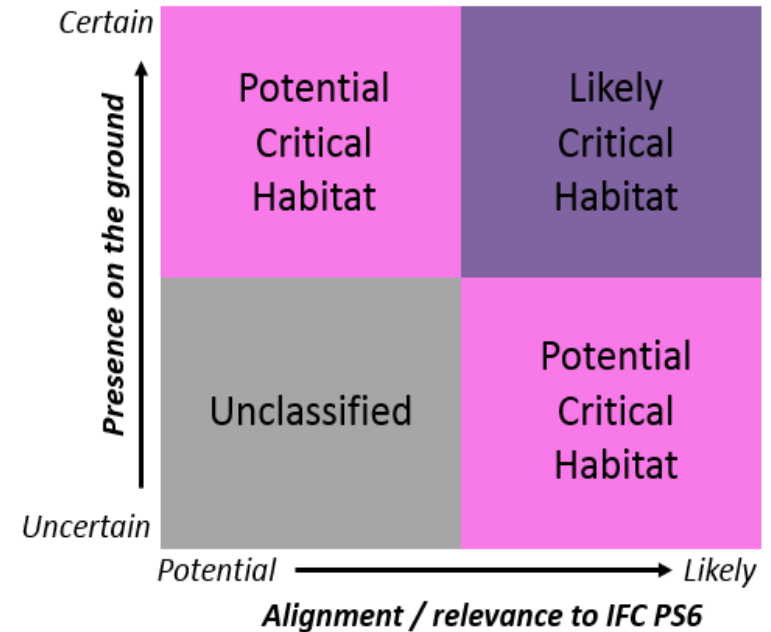 Certain
Presence on the ground
Uncertain
Potential
Critical
Habitat
Likely
Critical
Habitat
Unclassified
Potential
Critical
Habitat
Potential
Likely
Alignment / relevance to IFC PS6